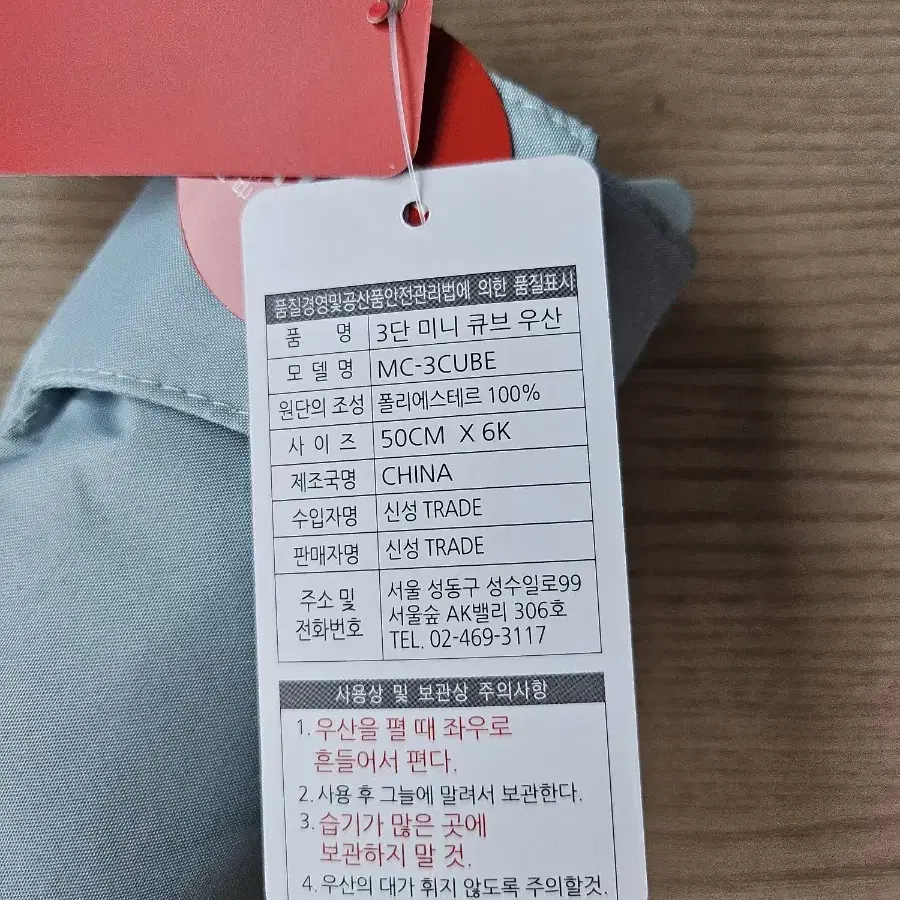 품질경영및공산품안전관리법에 의한 품질표시
품 명 3단 미니 큐브 우산
모 델 명 MC-3CUBE
원단의 조성 폴리에스테르 100%
사 이 즈 50CM X 6K
제조국명 CHINA
수입자명 신성 TRADE
판매자명 신성 TRADE
주소 및
전화번호
서울 성동구 성수일로99
서울숲 AK밸리 306호
TEL. 02-469-3117
사용상 및 보관상 주의사항
1. 우산을 펼 때 좌우로
흔들어서 편다.
2. 사용 후 그늘에 말려서 보관한다.
3. 습기가 많은 곳에
보관하지 말 것.
4. 우산의 대가 휘지 않도록 주의할것.